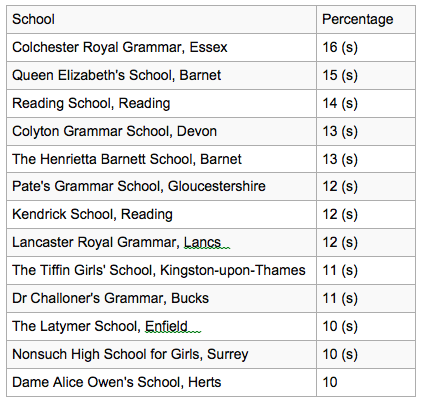 School Percentage
Colchester Royal Grammar, Essex 16 (s)
Queen Elizabeth's School, Barnet 15 (s)
Reading School, Reading 14 (s)
Colyton Grammar School, Devon 13 (s)
The Henrietta Barnett School, Barnet 13 (s)
Pate's Grammar School, Gloucestershire 12 (s)
Kendrick School, Reading 12 (s)
Lancaster Royal Grammar, Lancs 12 (s)
The Tiffin Girls' School, Kingston-upon-Thames 11 (s)
Dr Challoner's Grammar, Bucks 11 (s)
The Latymer School, Enfield 10 (s)
Nonsuch High School for Girls, Surrey 10 (s)
Dame Alice Owen's School, Herts 10